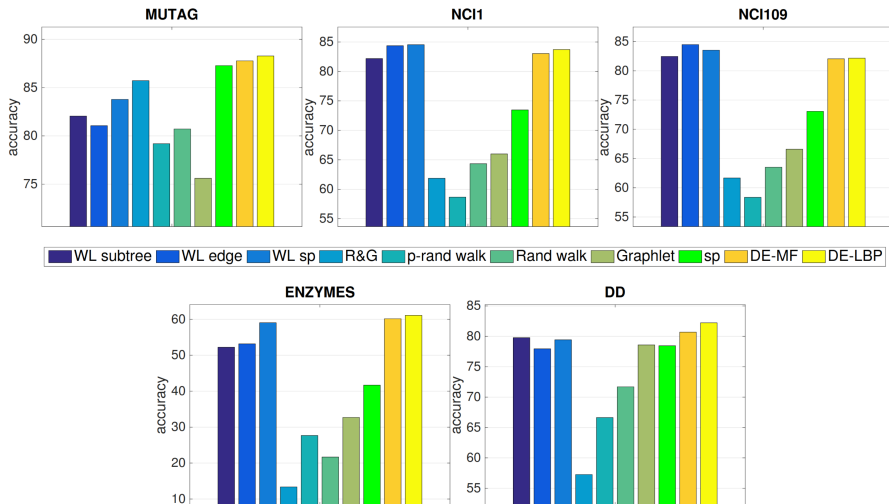 MUTAG
90
85
80
75
accuracy
NCI1
85
80
75
70
65
60
55
accuracy
NCI109
85
80
75
70
65
60
55
accuracy
WL subtree WL edge WL sp R&G p-rand walk Rand walk Graphlet sp DE-MF DE-LBP
ENZYMES
60
50
40
30
20
10
accuracy
DD
85
80
75
70
65
60
55
accuracy